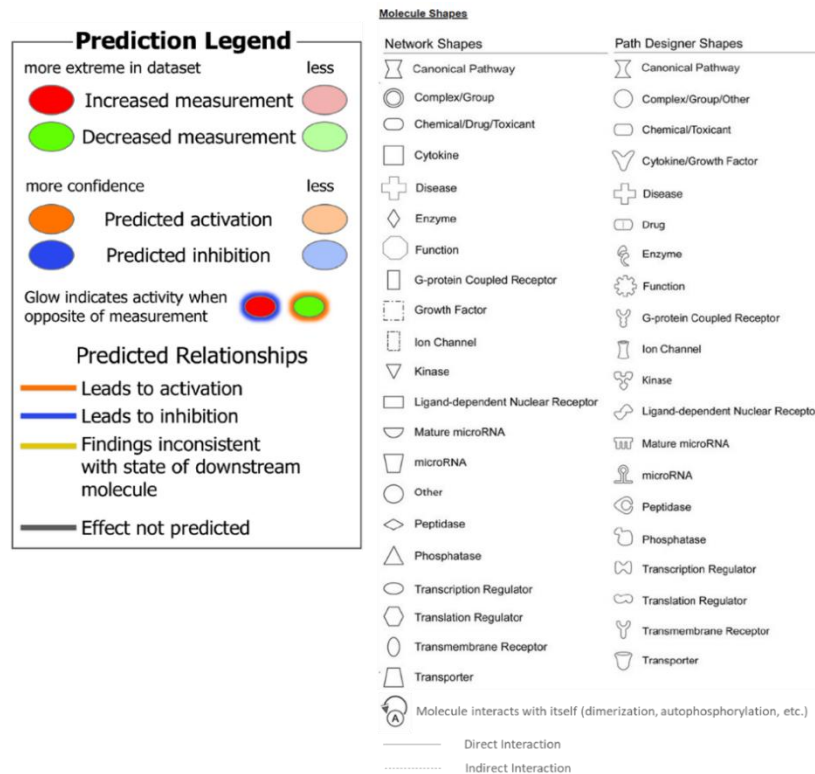 Prediction Legend
more extreme in dataset less
Increased measurement
Decreased measurement
more confidence less
Predicted activation
Predicted inhibition
Glow indicates activity when
opposite of measurement
Predicted Relationships
Leads to activation
Leads to inhibition
Findings inconsistent
with state of downstream
molecule
Effect not predicted
Molecule Shapes
Network Shapes
Canonical Pathway
Complex/Group
Chemical/Drug/Toxicant
Cytokine
Disease
Enzyme
Function
G-protein Coupled Receptor
Growth Factor
Ion Channel
Kinase
Ligand-dependent Nuclear Receptor
Mature microRNA
microRNA
Other
Peptidase
Phosphatase
Transcription Regulator
Translation Regulator
Transmembrane Receptor
Transporter
Path Designer Shapes
Canonical Pathway
Complex/Group/Other
Chemical/Toxicant
Cytokine/Growth Factor
Disease
Drug
Enzyme
Function
G-protein Coupled Receptor
Ion Channel
Kinase
Ligand-dependent Nuclear Recepto
Mature microRNA
microRNA
Peptidase
Phosphatase
Transcription Regulator
Translation Regulator
Transmembrane Receptor
Transporter
A Molecule interacts with itself (dimerization, autophosphorylation, etc.)
Direct Interaction
Indirect Interaction